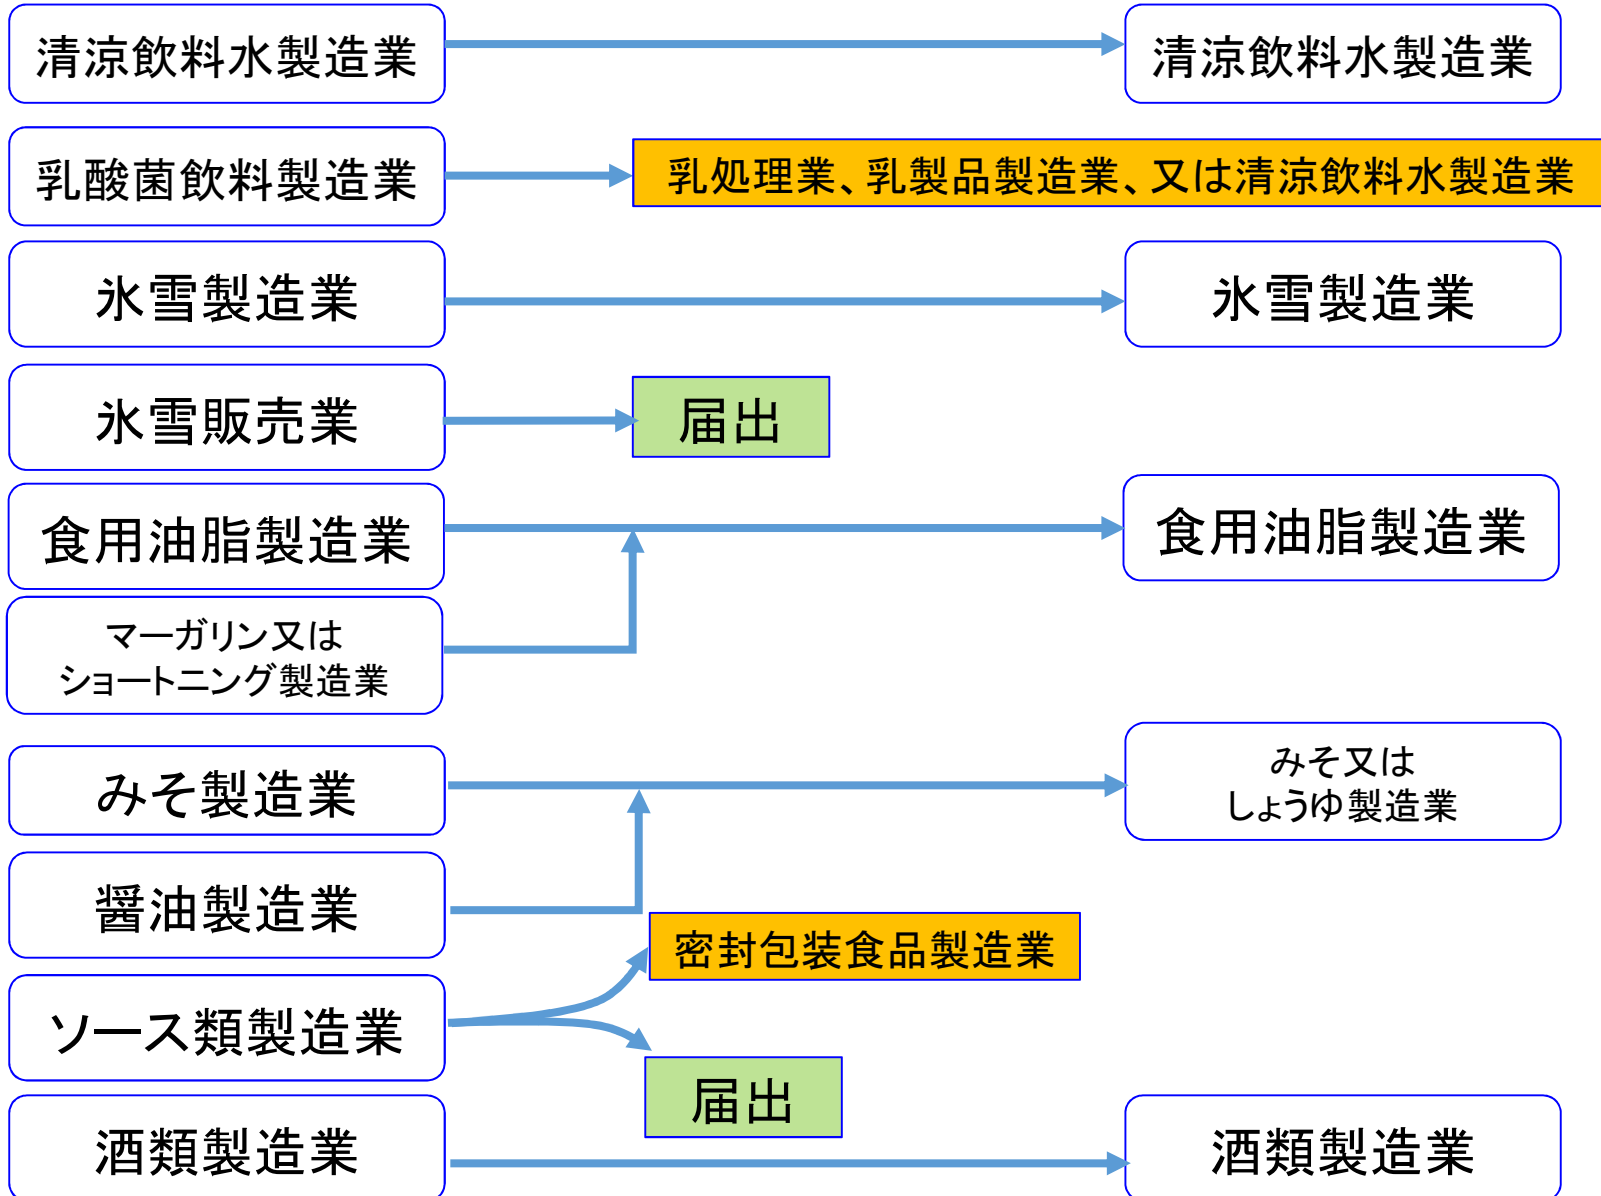 清涼飲料水製造業
清涼飲料水製造業
乳酸菌飲料製造業
乳処理業、乳製品製造業、又は清涼飲料水製造業
氷雪製造業
氷雪製造業
氷雪販売業
届出
食用油脂製造業
食用油脂製造業
マーガリン又は
ショートニング製造業
みそ製造業
みそ又は
しょうゆ製造業
醤油製造業
密封包装食品製造業
ソース類製造業
届出
酒類製造業
酒類製造業